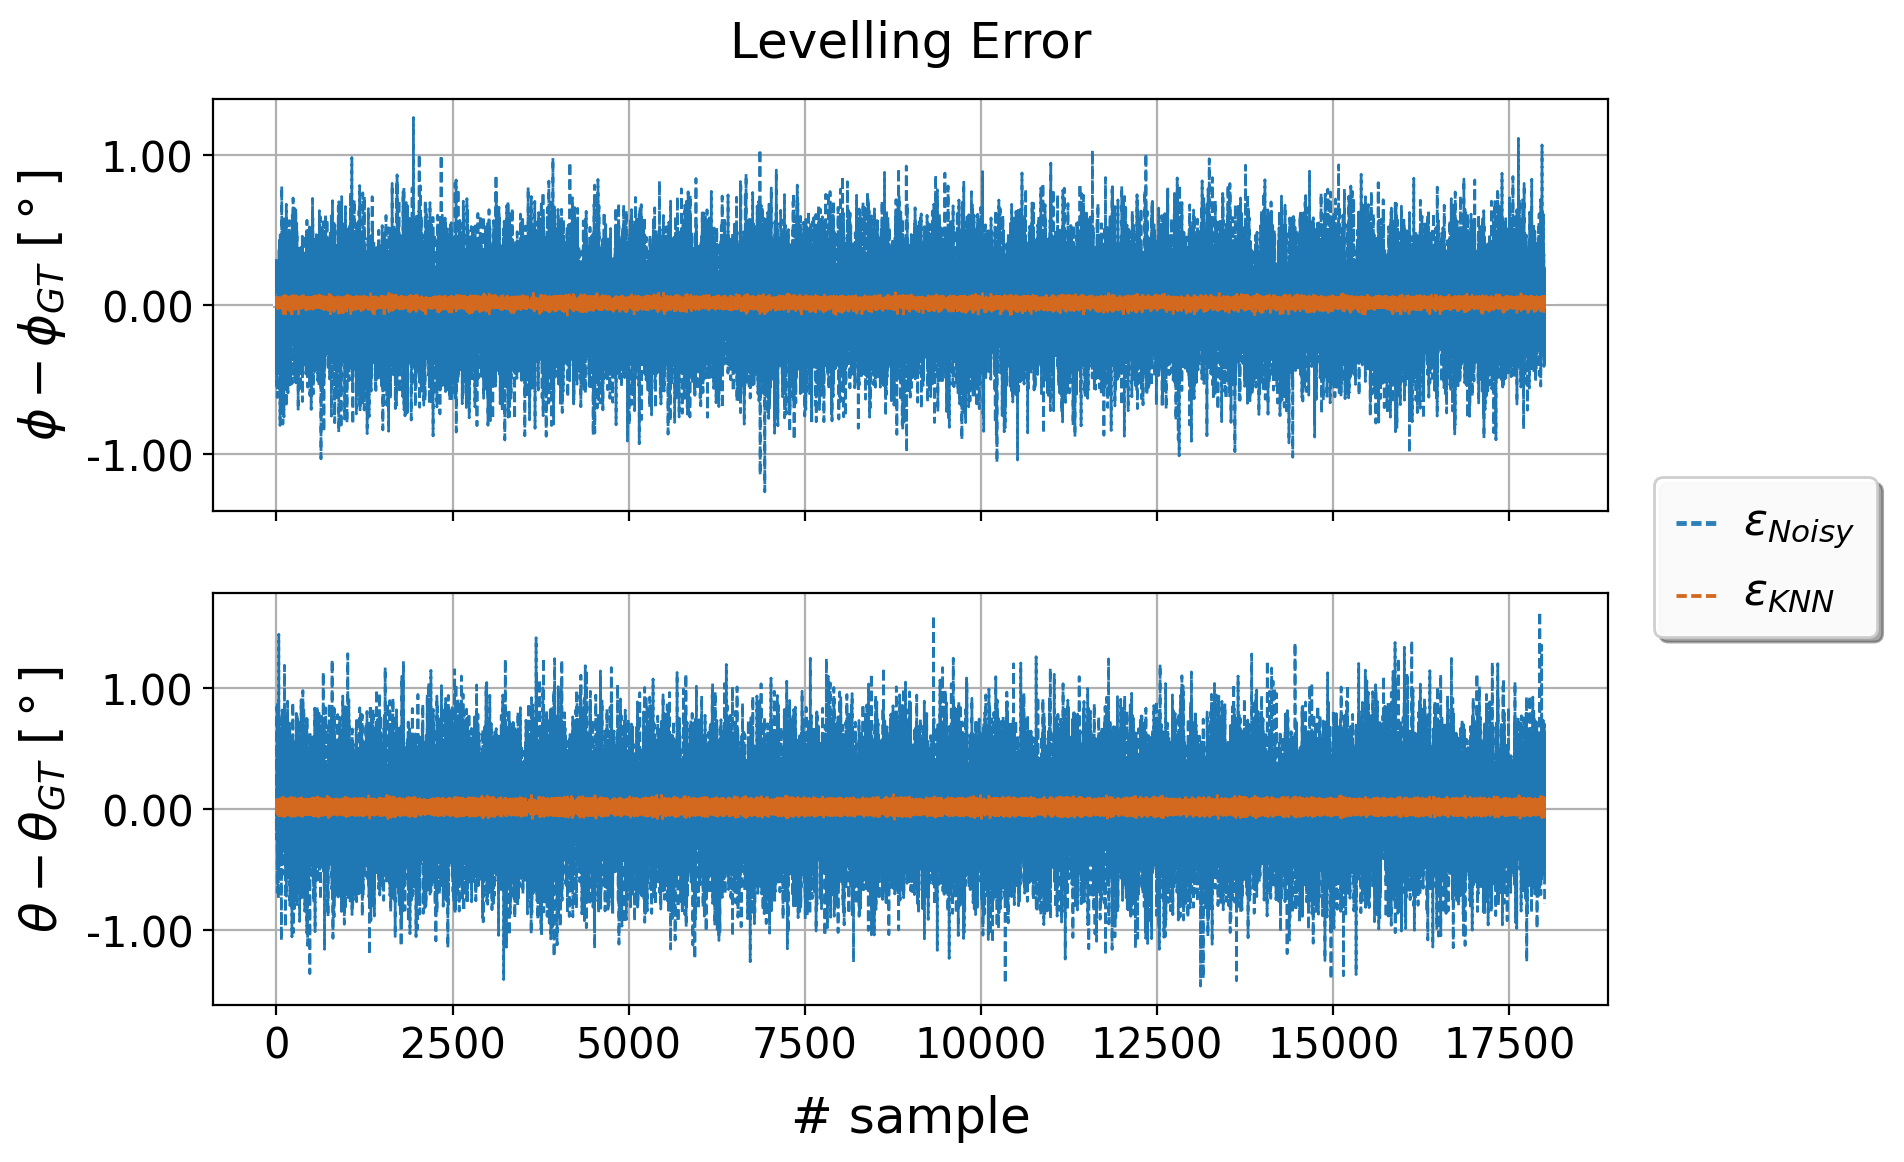 Levelling Error
ϕ − ϕ_GT [°]
1.00
0.00
-1.00
θ − θ_GT [°]
1.00
0.00
-1.00
0 2500 5000 7500 10000 12500 15000 17500
# sample
ε_Noisy
ε_KNN